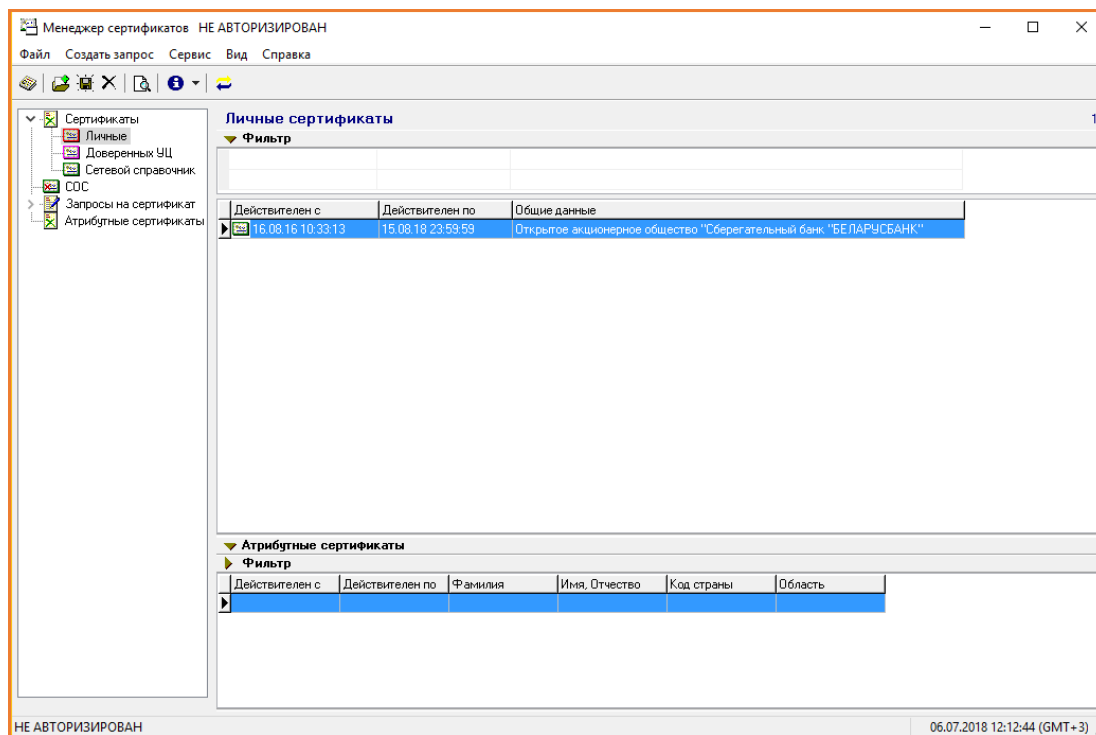 Менеджер сертификатов НЕ АВТОРИЗИРОВАН
Файл Создать запрос Сервис Вид Справка
Сертификаты
Личные
Доверенных УЦ
Сетевой справочник
СОС
Запросы на сертификат
Атрибутные сертификаты
Личные сертификаты 1
Фильтр
Действителен с Действителен по Общие данные
16.08.16 10:33:13 15.08.18 23:59:59 Открытое акционерное общество "Сберегательный банк "БЕЛАРУСБАНК"
Атрибутные сертификаты
Фильтр
Действителен с Действителен по Фамилия Имя, Отчество Код страны Область
НЕ АВТОРИЗИРОВАН 06.07.2018 12:12:44 (GMT+3)